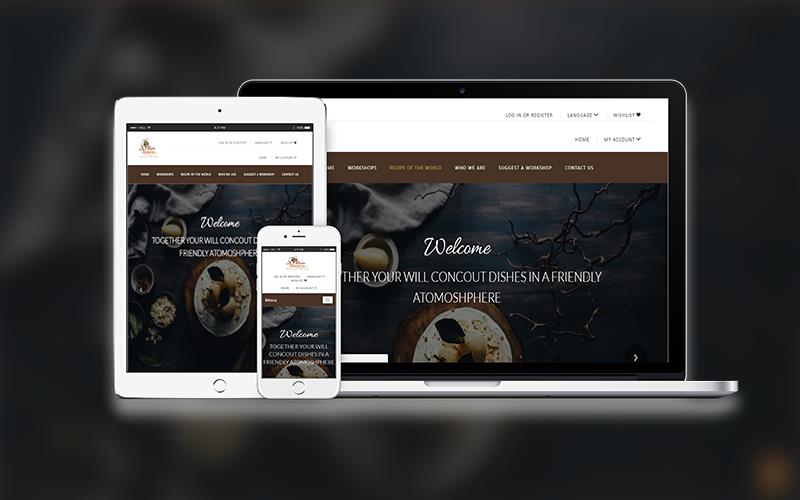 LOG IN OR REGISTER LANGUAGE WISHLIST
HOME MY ACCOUNT
WORKSHOPS RECIPE OF THE WORLD WHO WE ARE SUGGEST A WORKSHOP CONTACT US
Welcome
THER YOUR WILL CONCOUT DISHES IN A FRIENDLY
ATOMOSHPHERE
4:21 PM
LOG IN OR REGISTER LANGUAGE WISHLIST
HOME MY ACCOUNT
HOME WORKSHOPS RECIPE OF THE WORLD WHO WE ARE SUGGEST A WORKSHOP CONTACT US
Welcome
TOGETHER YOUR WILL CONCOUT D
FRIENDLY ATOMOSHPHERE
LOG IN OR REGISTER LANGUAGE
WISHLIST
HOME MY ACCOUNT
Menu
Welcome
TOGETHER YOUR WILL
CONCOUT DISHES IN A
FRIENDLY ATOMOSHPHERE